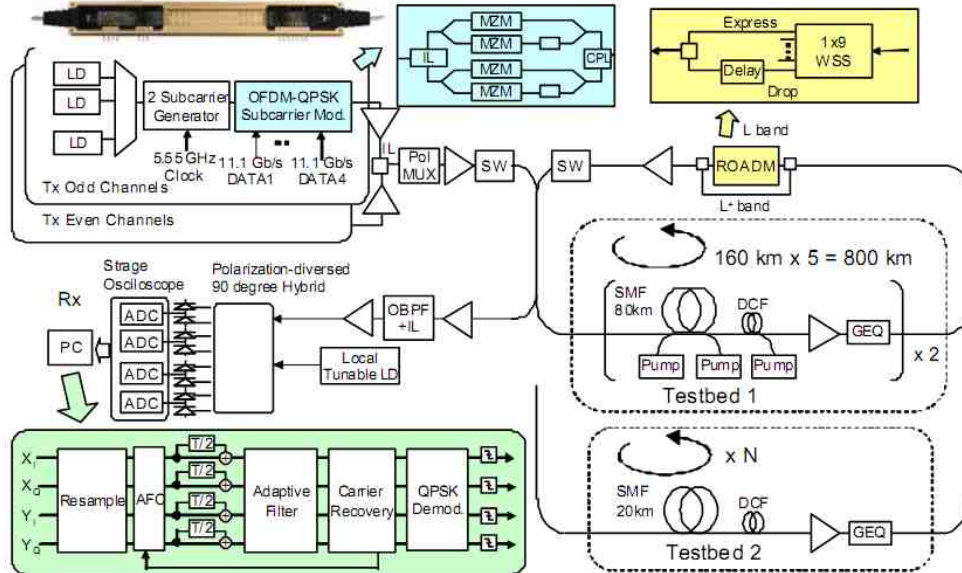 LD
LD
LD
2 Subcarrier
Generator
OFDM-QPSK
Subcarrier Mod.
5.55 GHz
Clock
11.1 Gb/s
DATA1
11.1 Gb/s
DATA4
Tx Odd Channels
Tx Even Channels
IL
MZM
MZM
MZM
MZM
IL
CPL
Pol
MUX
SW
SW
Express
1x9
WSS
Delay
Drop
L band
ROADM
L+ band
160 km x 5 = 800 km
SMF
80km
DCF
GEQ
Pump
Pump
Pump
x 2
Testbed 1
x N
SMF
20km
DCF
GEQ
Testbed 2
Strage
Osciloscope
Polarization-diversed
90 degree Hybrid
Rx
PC
ADC
ADC
ADC
ADC
OBPF
+IL
Local
Tunable LD
X I
X Q
Y I
Y Q
Resample
AFC
T/2
T/2
T/2
T/2
Adaptive
Filter
Carrier
Recovery
QPSK
Demod.